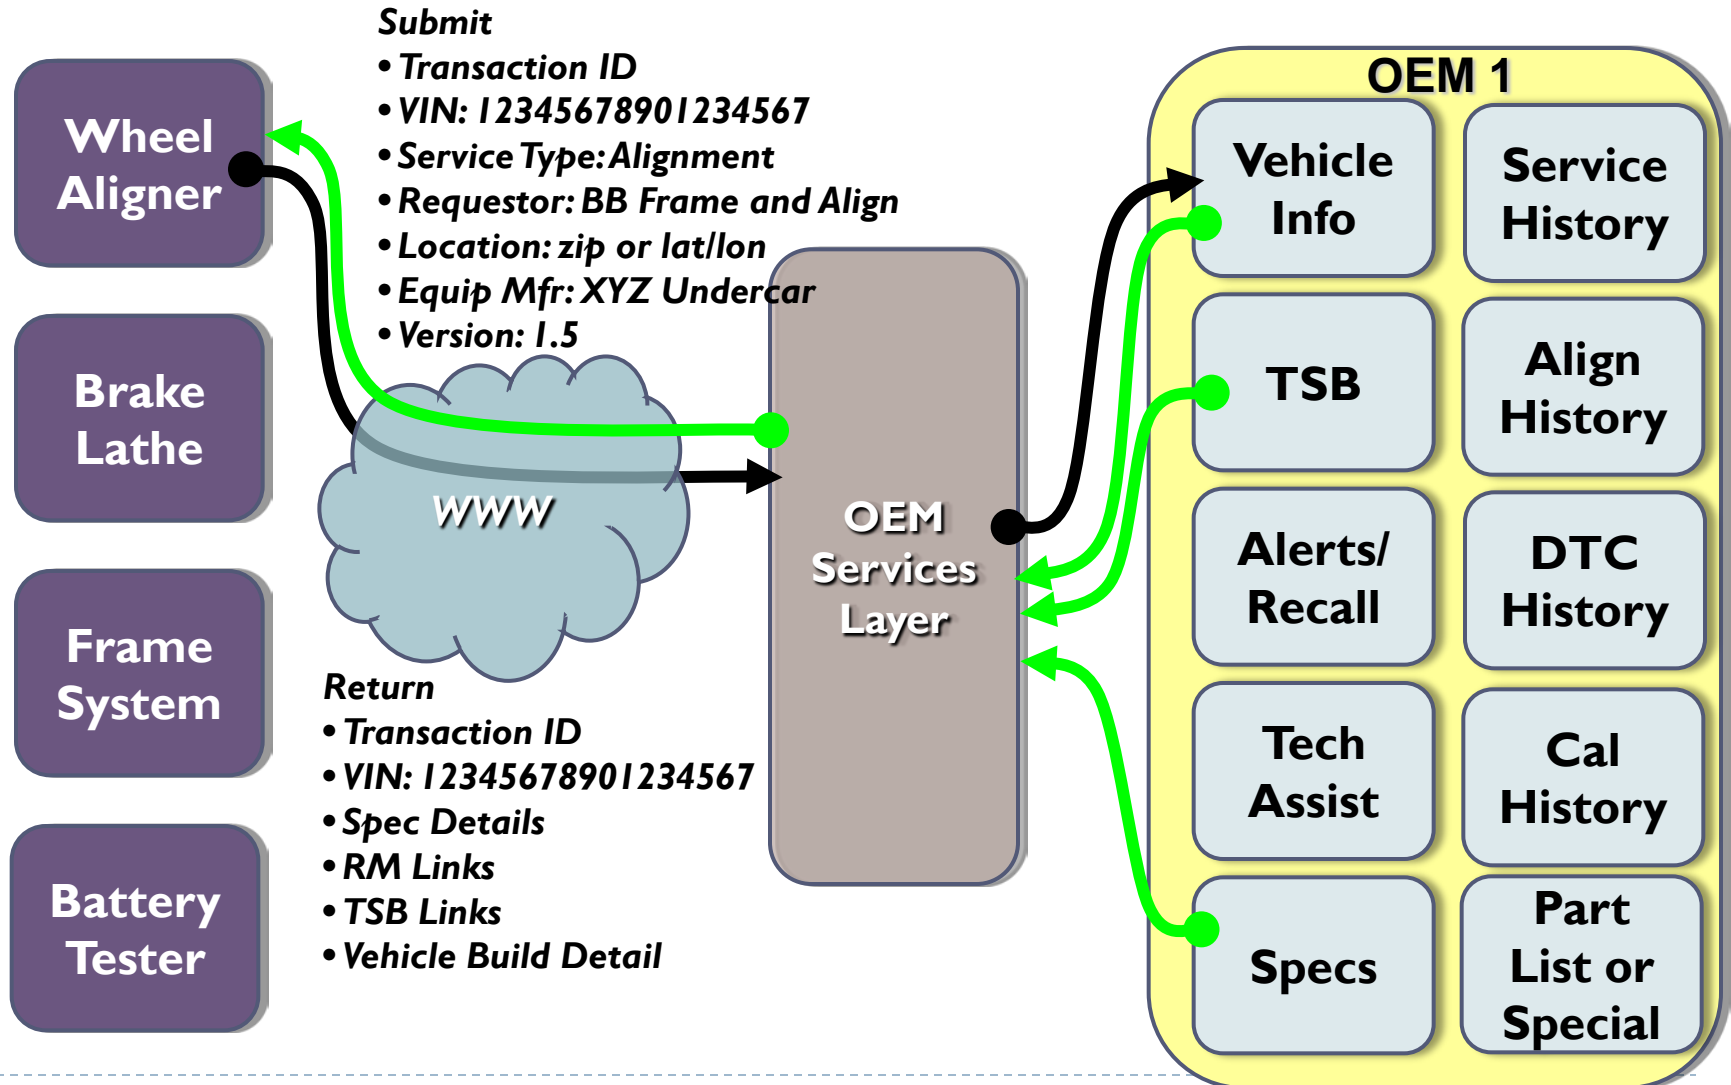 Submit
• Transaction ID
• VIN: 12345678901234567
• Service Type: Alignment
• Requestor: BB Frame and Align
• Location: zip or lat/lon
• Equip Mfr: XYZ Undercar
• Version: 1.5
Wheel
Aligner
Brake
Lathe
Frame
System
Battery
Tester
WWW
Return
• Transaction ID
• VIN: 12345678901234567
• Spec Details
• RM Links
• TSB Links
• Vehicle Build Detail
OEM
Services
Layer
OEM 1
Vehicle
Info
Service
History
TSB
Align
History
Alerts/
Recall
DTC
History
Tech
Assist
Cal
History
Specs
Part
List or
Special